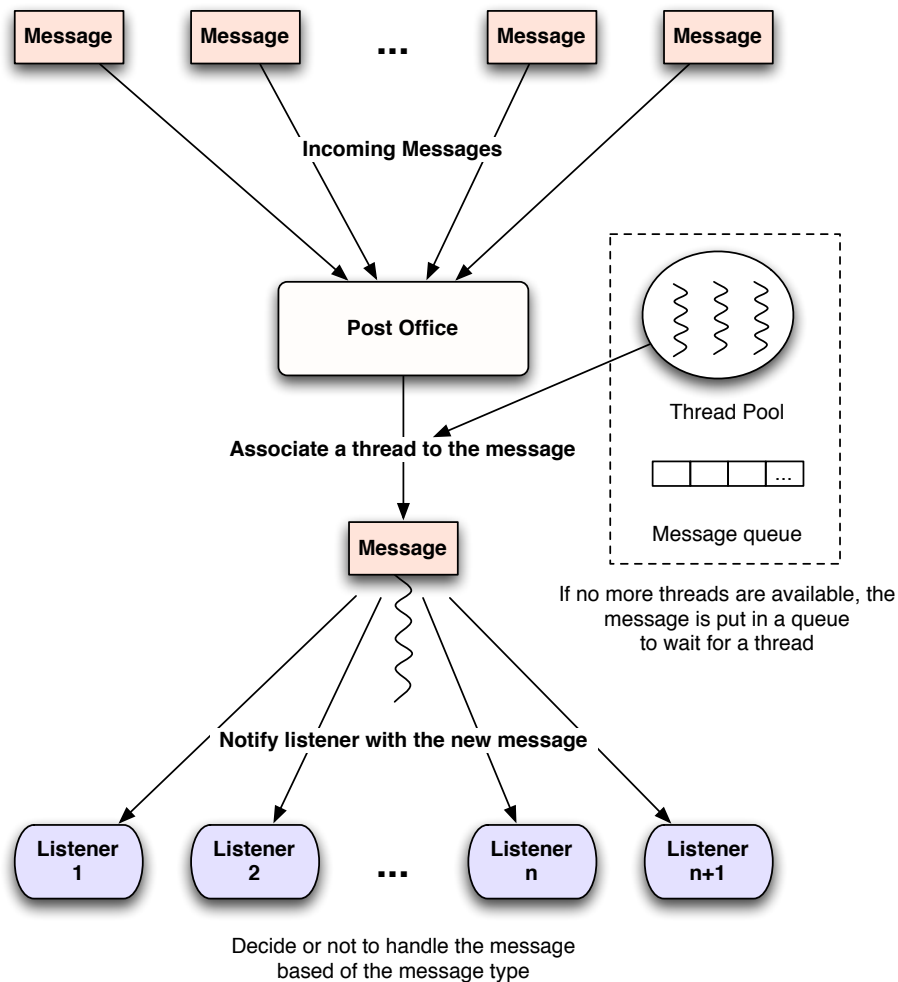 Message
Message
...
Message
Message
Incoming Messages
Post Office
Thread Pool
Associate a thread to the message
...
Message queue
Message
If no more threads are available, the
message is put in a queue
to wait for a thread
Notify listener with the new message
Listener
1
Listener
2
...
Listener
n
Listener
n+1
Decide or not to handle the message
based of the message type